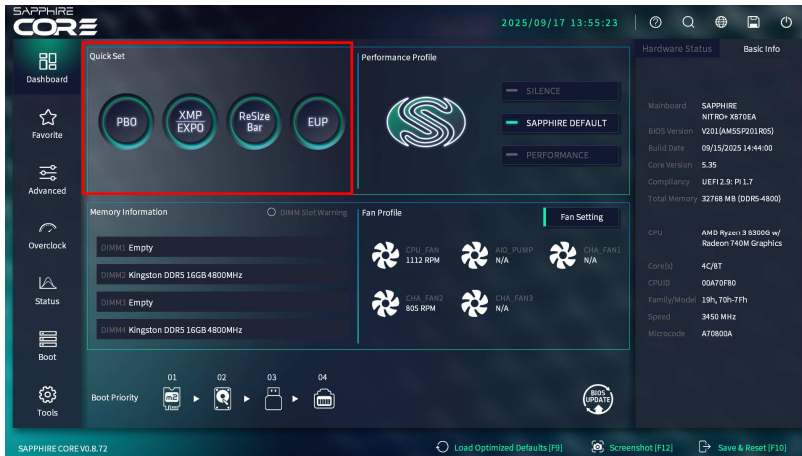 SAPPHIRE
CORE
2025/09/17 13:55:23
Dashboard
Favorite
Advanced
Overclock
Status
Boot
Tools
Quick Set
PBO
XMP
EXPO
ReSize
Bar
EUP
Performance Profile
SILENCE
SAPPHIRE DEFAULT
PERFORMANCE
Memory Information
DIMM Slot Warning
DIMM1 Empty
DIMM2 Kingston DDR5 16GB 4800MHz
DIMM3 Empty
DIMM4 Kingston DDR5 16GB 4800MHz
Fan Profile
Fan Setting
CPU_FAN
1112 RPM
AIO_PUMP
N/A
CHA_FAN1
N/A
CHA_FAN2
805 RPM
CHA_FAN3
N/A
Boot Priority
01
02
03
04
m2
BIOS
UPDATE
Hardware Status
Basic Info
Mainboard SAPPHIRE
NITRO+ X870EA
BIOS Version V201(AM5SP201R05)
Build Date 09/15/2025 14:44:00
Core Version 5.35
Compliancy UEFI 2.9: PI 1.7
Total Memory 32768 MB (DDR5-4800)
CPU AMD Ryzen 3 8300G w/
Radeon 740M Graphics
Core(s) 4C/8T
CPUID 00A70F80
Family/Model 19h, 70h-7Fh
Speed 3450 MHz
Microcode A70800A
SAPPHIRE CORE V0.8.72
Load Optimized Defaults [F9]
Screenshot [F12]
Save & Reset [F10]